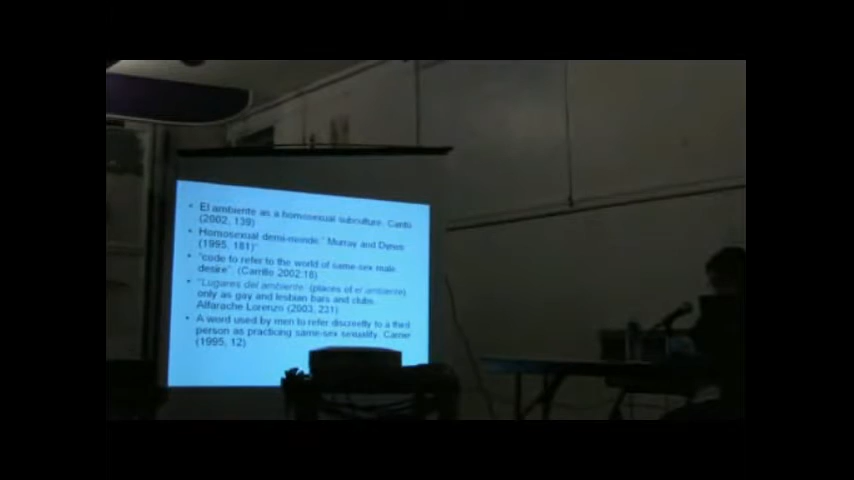 • El ambiente as a homosexual subculture. Cantú
(2002, 139)
• Homosexual demi-monde." Murray and Dynes
(1995, 181)"
• "code to refer to the world of same-sex male
desire". (Carrillo 2002:18)
• "Lugares del ambiente (places of el ambiente)
only as gay and lesbian bars and clubs.
Alfarache Lorenzo (2003, 231)
• A word used by men to refer discreetly to a third
person as practicing same-sex sexuality. Carrier
(1995, 12)